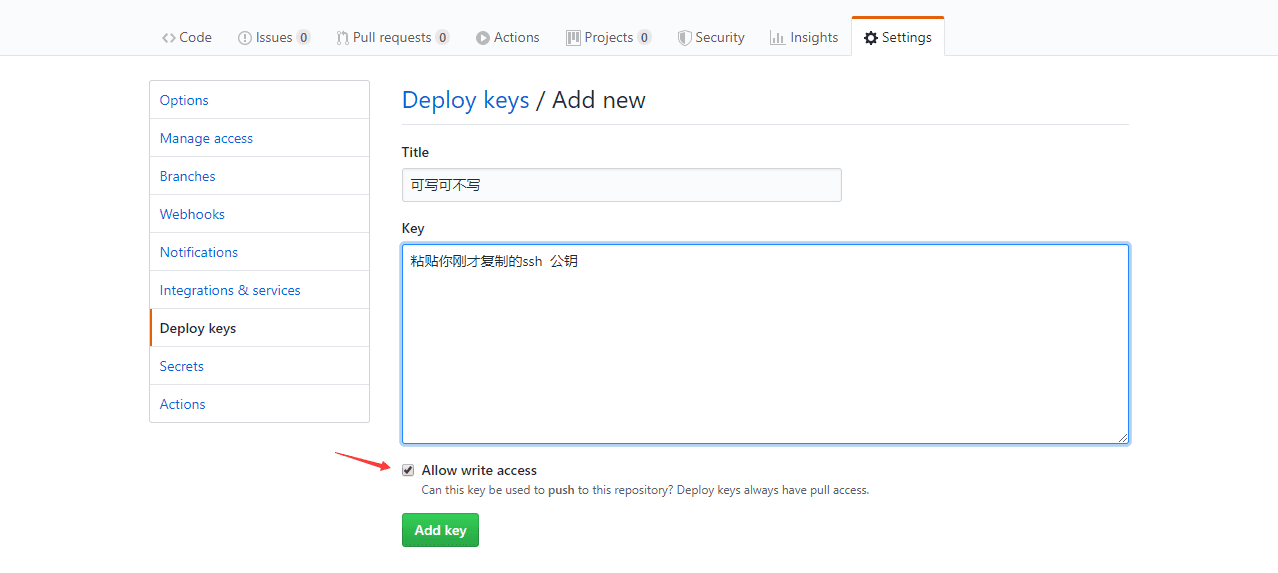 Code Issues 0 Pull requests 0 Actions Projects 0 Security Insights Settings
Options
Manage access
Branches
Webhooks
Notifications
Integrations & services
Deploy keys
Secrets
Actions
Deploy keys / Add new
Title
可写可不写
Key
粘贴你刚才复制的ssh 公钥
Allow write access
Can this key be used to push to this repository? Deploy keys always have pull access.
Add key